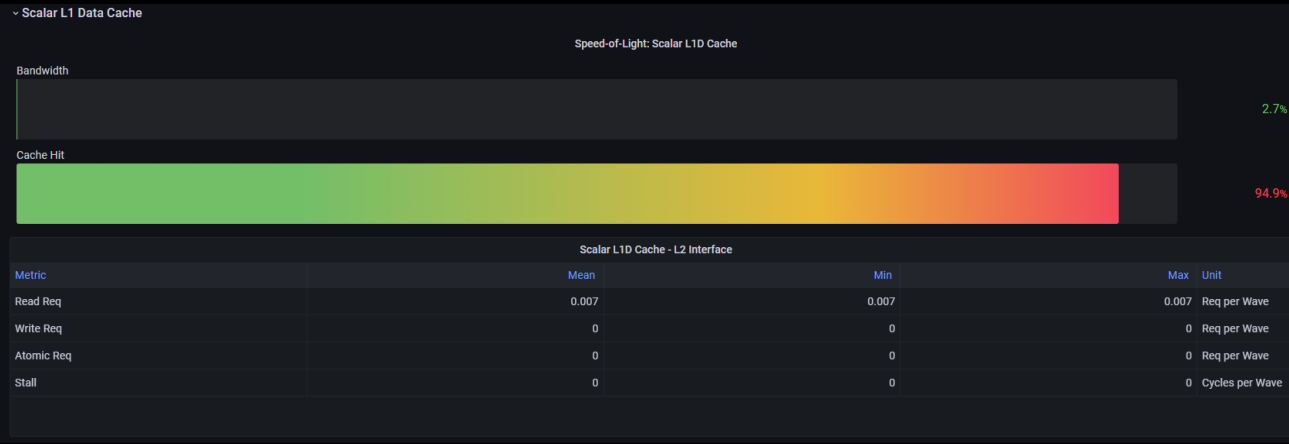 Scalar L1 Data Cache
Speed-of-Light: Scalar L1D Cache
Bandwidth
2.7%
Cache Hit
94.9%
Scalar L1D Cache - L2 Interface
Metric Mean Min Max Unit
Read Req 0.007 0.007 0.007 Req per Wave
Write Req 0 0 0 Req per Wave
Atomic Req 0 0 0 Req per Wave
Stall 0 0 0 Cycles per Wave